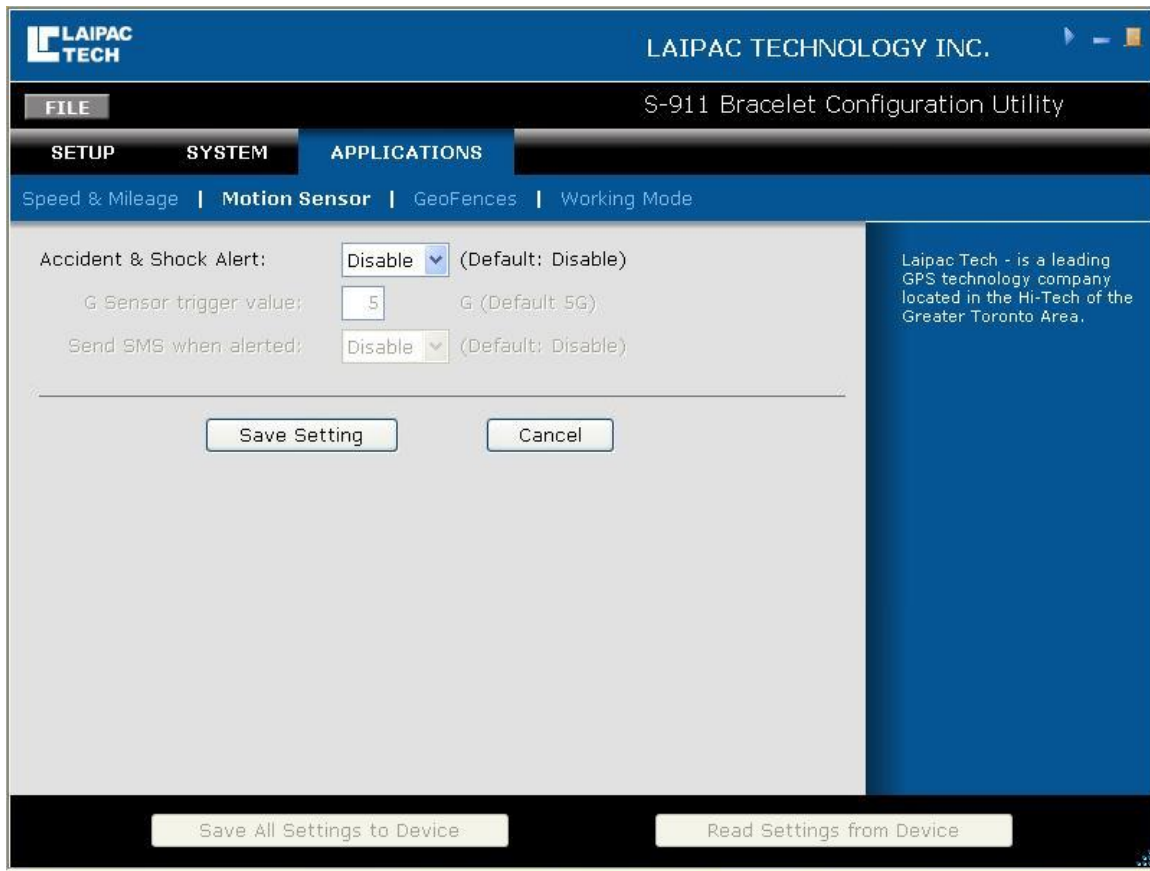 LAIPAC TECH
LAIPAC TECHNOLOGY INC.
FILE
S-911 Bracelet Configuration Utility
SETUP SYSTEM APPLICATIONS
Speed & Mileage | Motion Sensor | GeoFences | Working Mode
Accident & Shock Alert: Disable (Default: Disable)
G Sensor trigger value: 5 G (Default 5G)
Send SMS when alerted: Disable (Default: Disable)
Save Setting Cancel
Laipac Tech - is a leading
GPS technology company
located in the Hi-Tech of the
Greater Toronto Area.
Save All Settings to Device Read Settings from Device